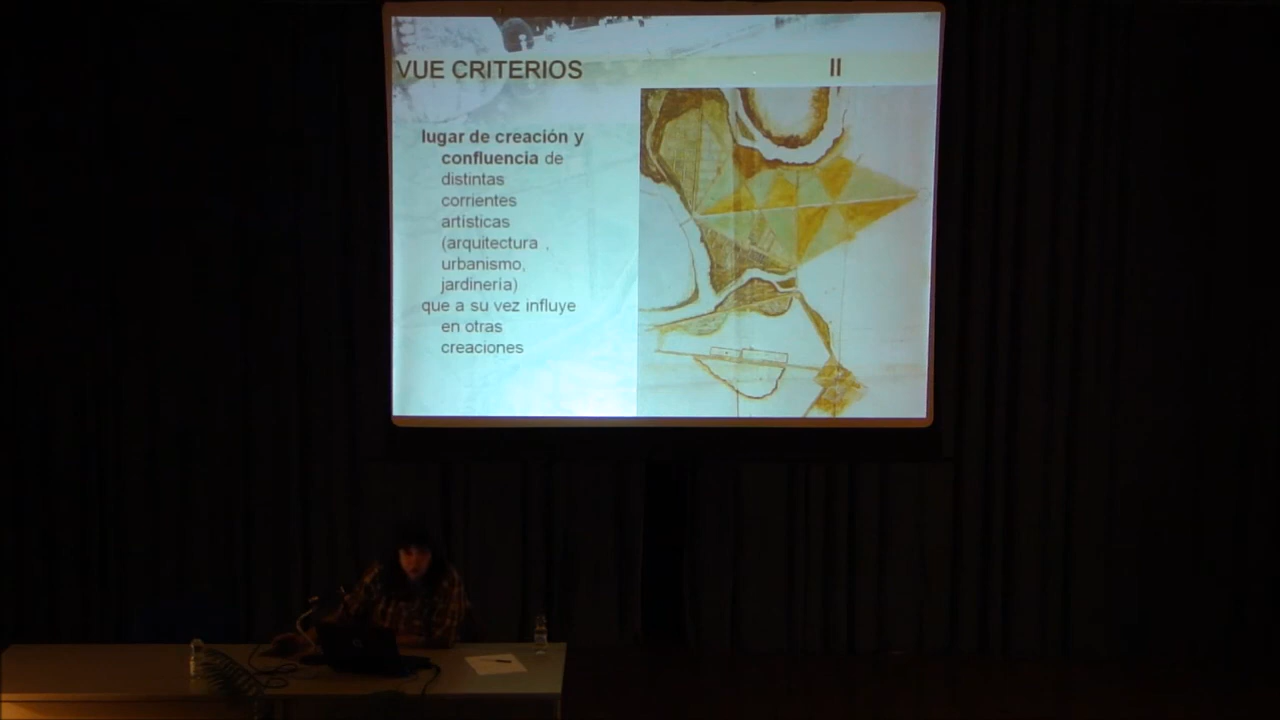 VUE CRITERIOS II
lugar de creación y
confluencia de
distintas
corrientes
artísticas
(arquitectura ,
urbanismo,
jardinería)
que a su vez influye
en otras
creaciones